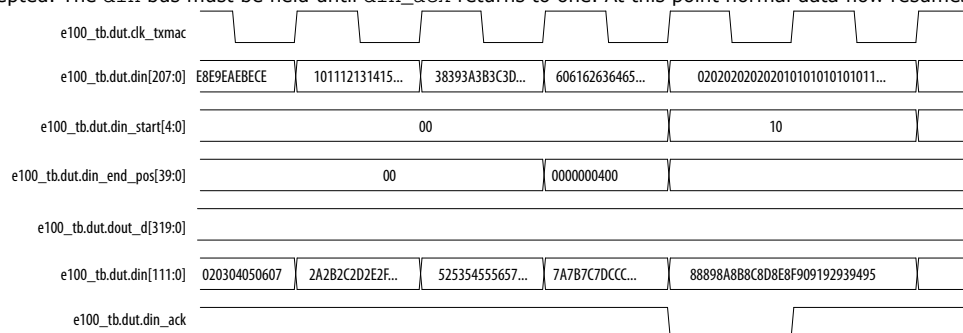 epted. The din bus must be held until din_ack returns to one. At this point normal data flow resume
e100_tb.dut.clk_txmac
e100_tb.dut.din[207:0] E8E9EAEBECE 101112131415... 38393A3B3C3D... 606162636465... 020202020202010101010101011...
e100_tb.dut.din_start[4:0] 00 10
e100_tb.dut.din_end_pos[39:0] 00 0000000400
e100_tb.dut.dout_d[319:0]
e100_tb.dut.din[111:0] 020304050607 2A2B2C2D2E2F... 525354555657... 7A7B7C7DCCC... 88898A8B8C8D8E8F909192939495
e100_tb.dut.din_ack